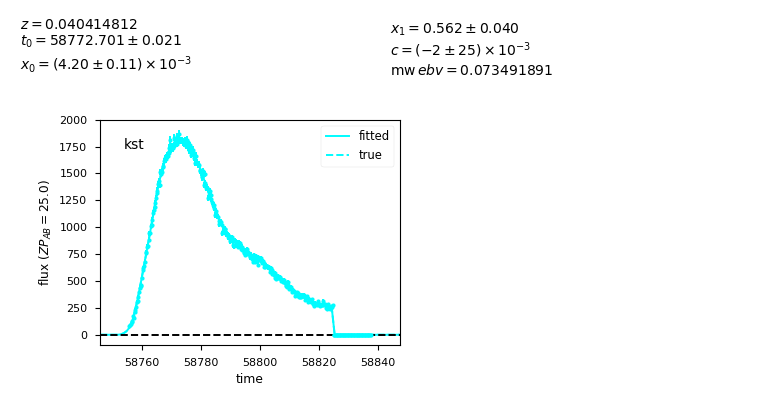 z = 0.040414812
t₀ = 58772.701 ± 0.021
x₀ = (4.20 ± 0.11) × 10⁻³
x₁ = 0.562 ± 0.040
c = (−2 ± 25) × 10⁻³
mw ebv = 0.073491891
kst
fitted
true
flux (ZP_AB = 25.0)
2000
1750
1500
1250
1000
750
500
250
0
58760 58780 58800 58820 58840
time